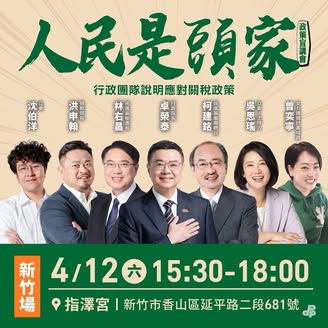 人民是頭家
政策宣講會
行政團隊說明應對關稅政策
沈伯洋
洪申翰
林右昌
卓榮泰
柯建銘
吳思瑤
曾奕寧
新竹場
4/12 六 15:30-18:00
指澤宮|新竹市香山區延平路二段681號